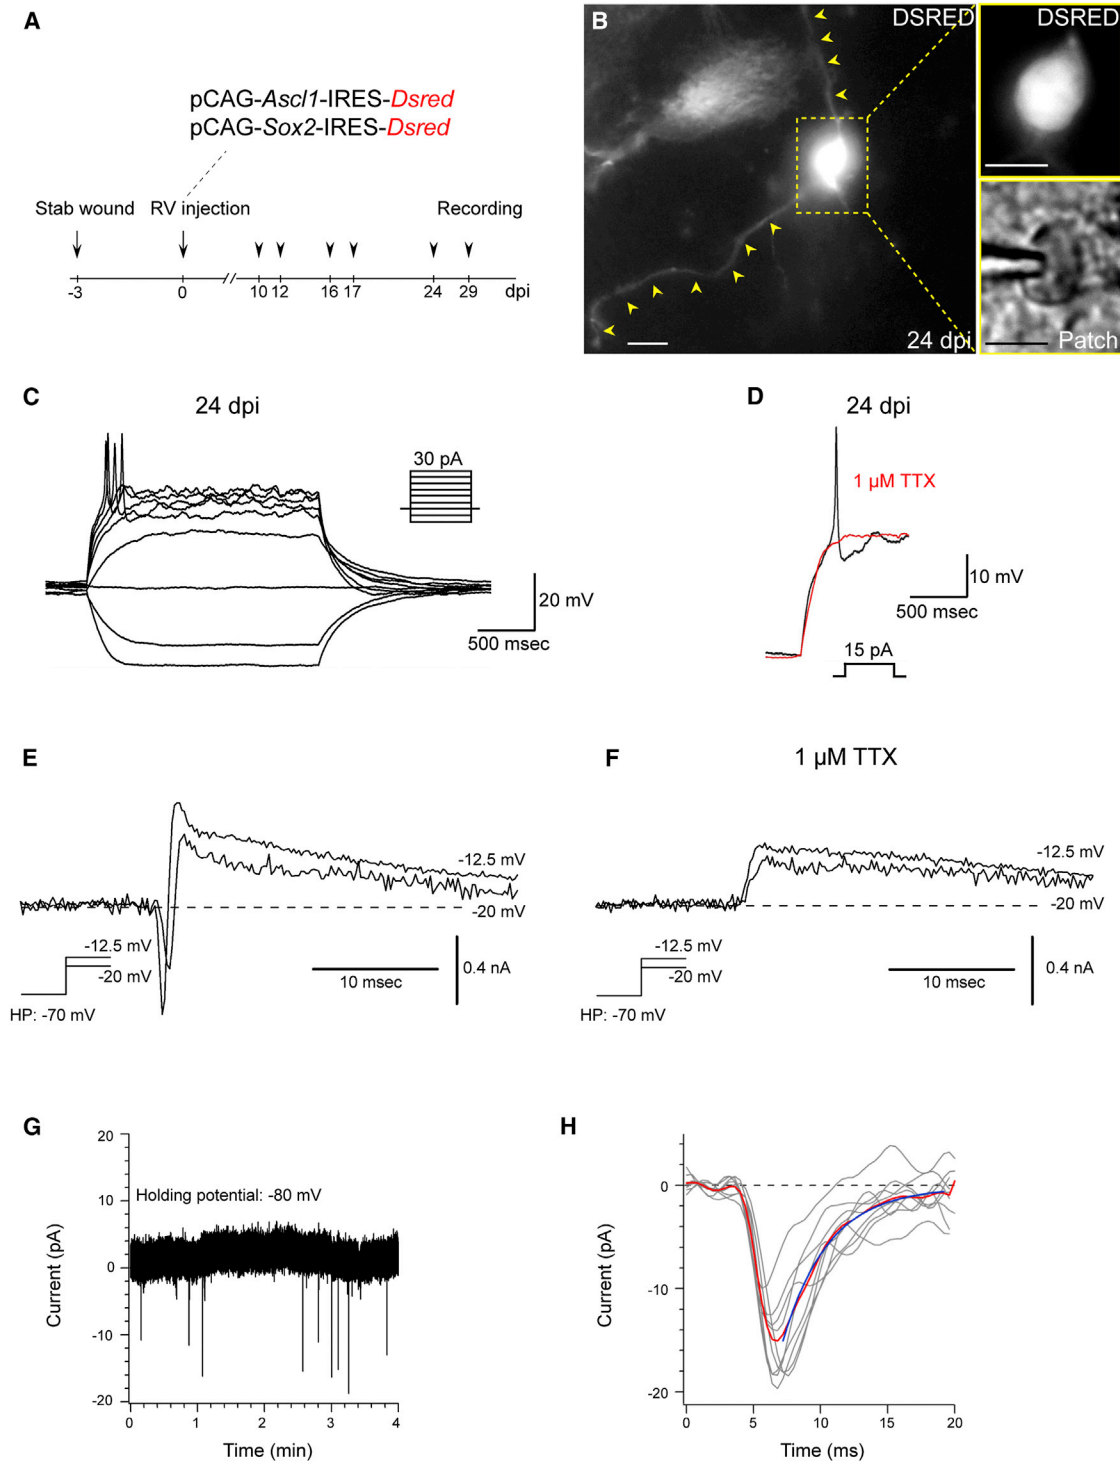 A
pCAG-Ascl1-IRES-Dsred
pCAG-Sox2-IRES-Dsred
Stab wound
RV injection
Recording
-3
0
10
12
16
17
24
29
dpi
B
DSRED
24 dpi
DSRED
Patch
C
24 dpi
30 pA
20 mV
500 msec
D
24 dpi
1 µM TTX
10 mV
500 msec
15 pA
E
-12.5 mV
-20 mV
-12.5 mV
-20 mV
HP: -70 mV
10 msec
0.4 nA
F
1 µM TTX
-12.5 mV
-20 mV
-12.5 mV
-20 mV
HP: -70 mV
10 msec
0.4 nA
G
Holding potential: -80 mV
Current (pA)
20
10
0
-10
-20
0
1
2
3
4
Time (min)
H
Current (pA)
0
-10
-20
0
5
10
15
20
Time (ms)